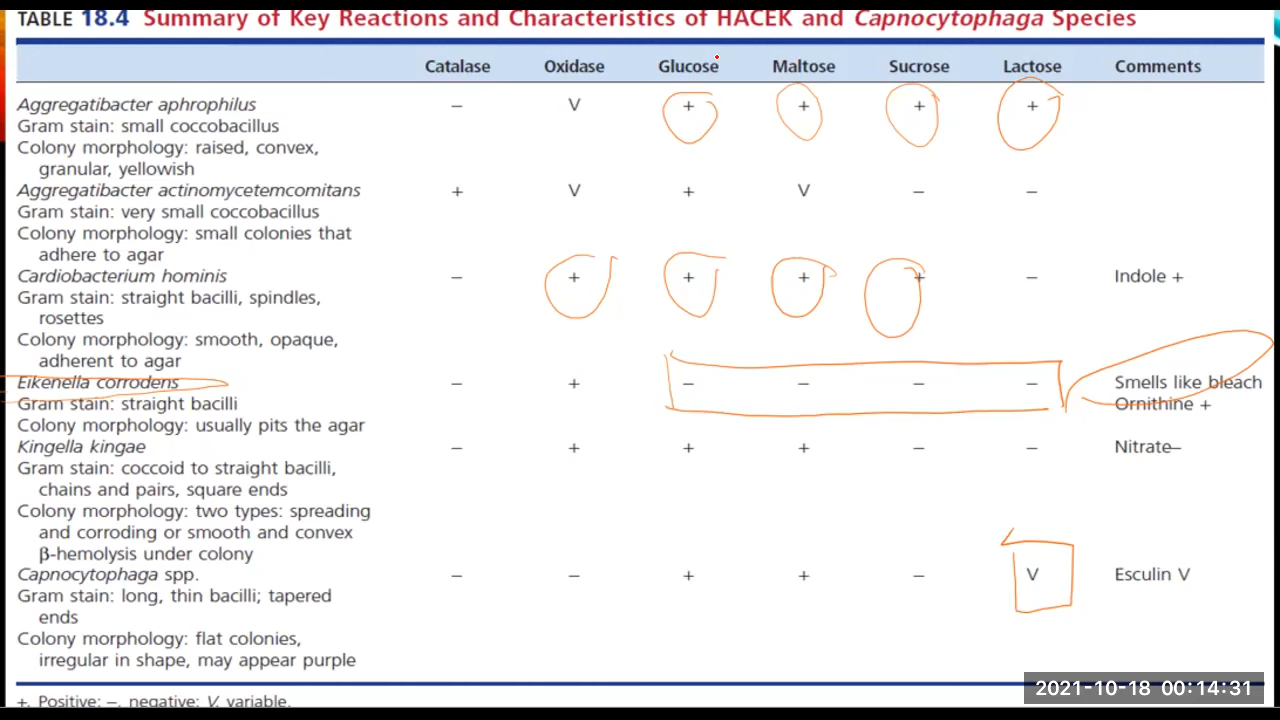 TABLE 18.4 Summary of Key Reactions and Characteristics of HACEK and Capnocytophaga Species
Catalase Oxidase Glucose Maltose Sucrose Lactose Comments
Aggregatibacter aphrophilus − V + + + +
Gram stain: small coccobacillus
Colony morphology: raised, convex,
granular, yellowish
Aggregatibacter actinomycetemcomitans + V + V − −
Gram stain: very small coccobacillus
Colony morphology: small colonies that
adhere to agar
Cardiobacterium hominis − + + + + − Indole +
Gram stain: straight bacilli, spindles,
rosettes
Colony morphology: smooth, opaque,
adherent to agar
Eikenella corrodens − + − − − − Smells like bleach
Gram stain: straight bacilli Ornithine +
Colony morphology: usually pits the agar
Kingella kingae − + + + − − Nitrate−
Gram stain: coccoid to straight bacilli,
chains and pairs, square ends
Colony morphology: two types: spreading
and corroding or smooth and convex
β-hemolysis under colony
Capnocytophaga spp. − − + + − V Esculin V
Gram stain: long, thin bacilli; tapered
ends
Colony morphology: flat colonies,
irregular in shape, may appear purple
+, Positive; −, negative; V, variable.
2021-10-18 00:14:31